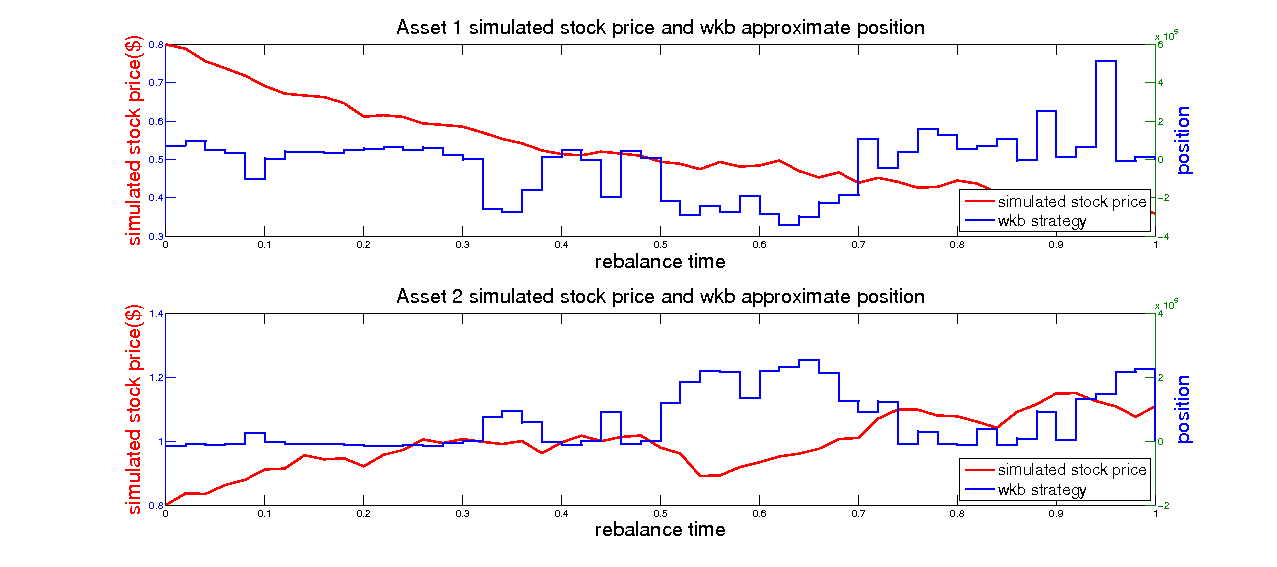 Asset 1 simulated stock price and wkb approximate position
x 10^5
simulated stock price($)
0.8
0.7
0.6
0.5
0.4
0.3
6
4
2
0
−2
−4
position
simulated stock price
wkb strategy
0 0.1 0.2 0.3 0.4 0.5 0.6 0.7 0.8 0.9 1
rebalance time
Asset 2 simulated stock price and wkb approximate position
x 10^5
simulated stock price($)
1.4
1.2
1
0.8
4
2
0
−2
position
simulated stock price
wkb strategy
0 0.1 0.2 0.3 0.4 0.5 0.6 0.7 0.8 0.9 1
rebalance time